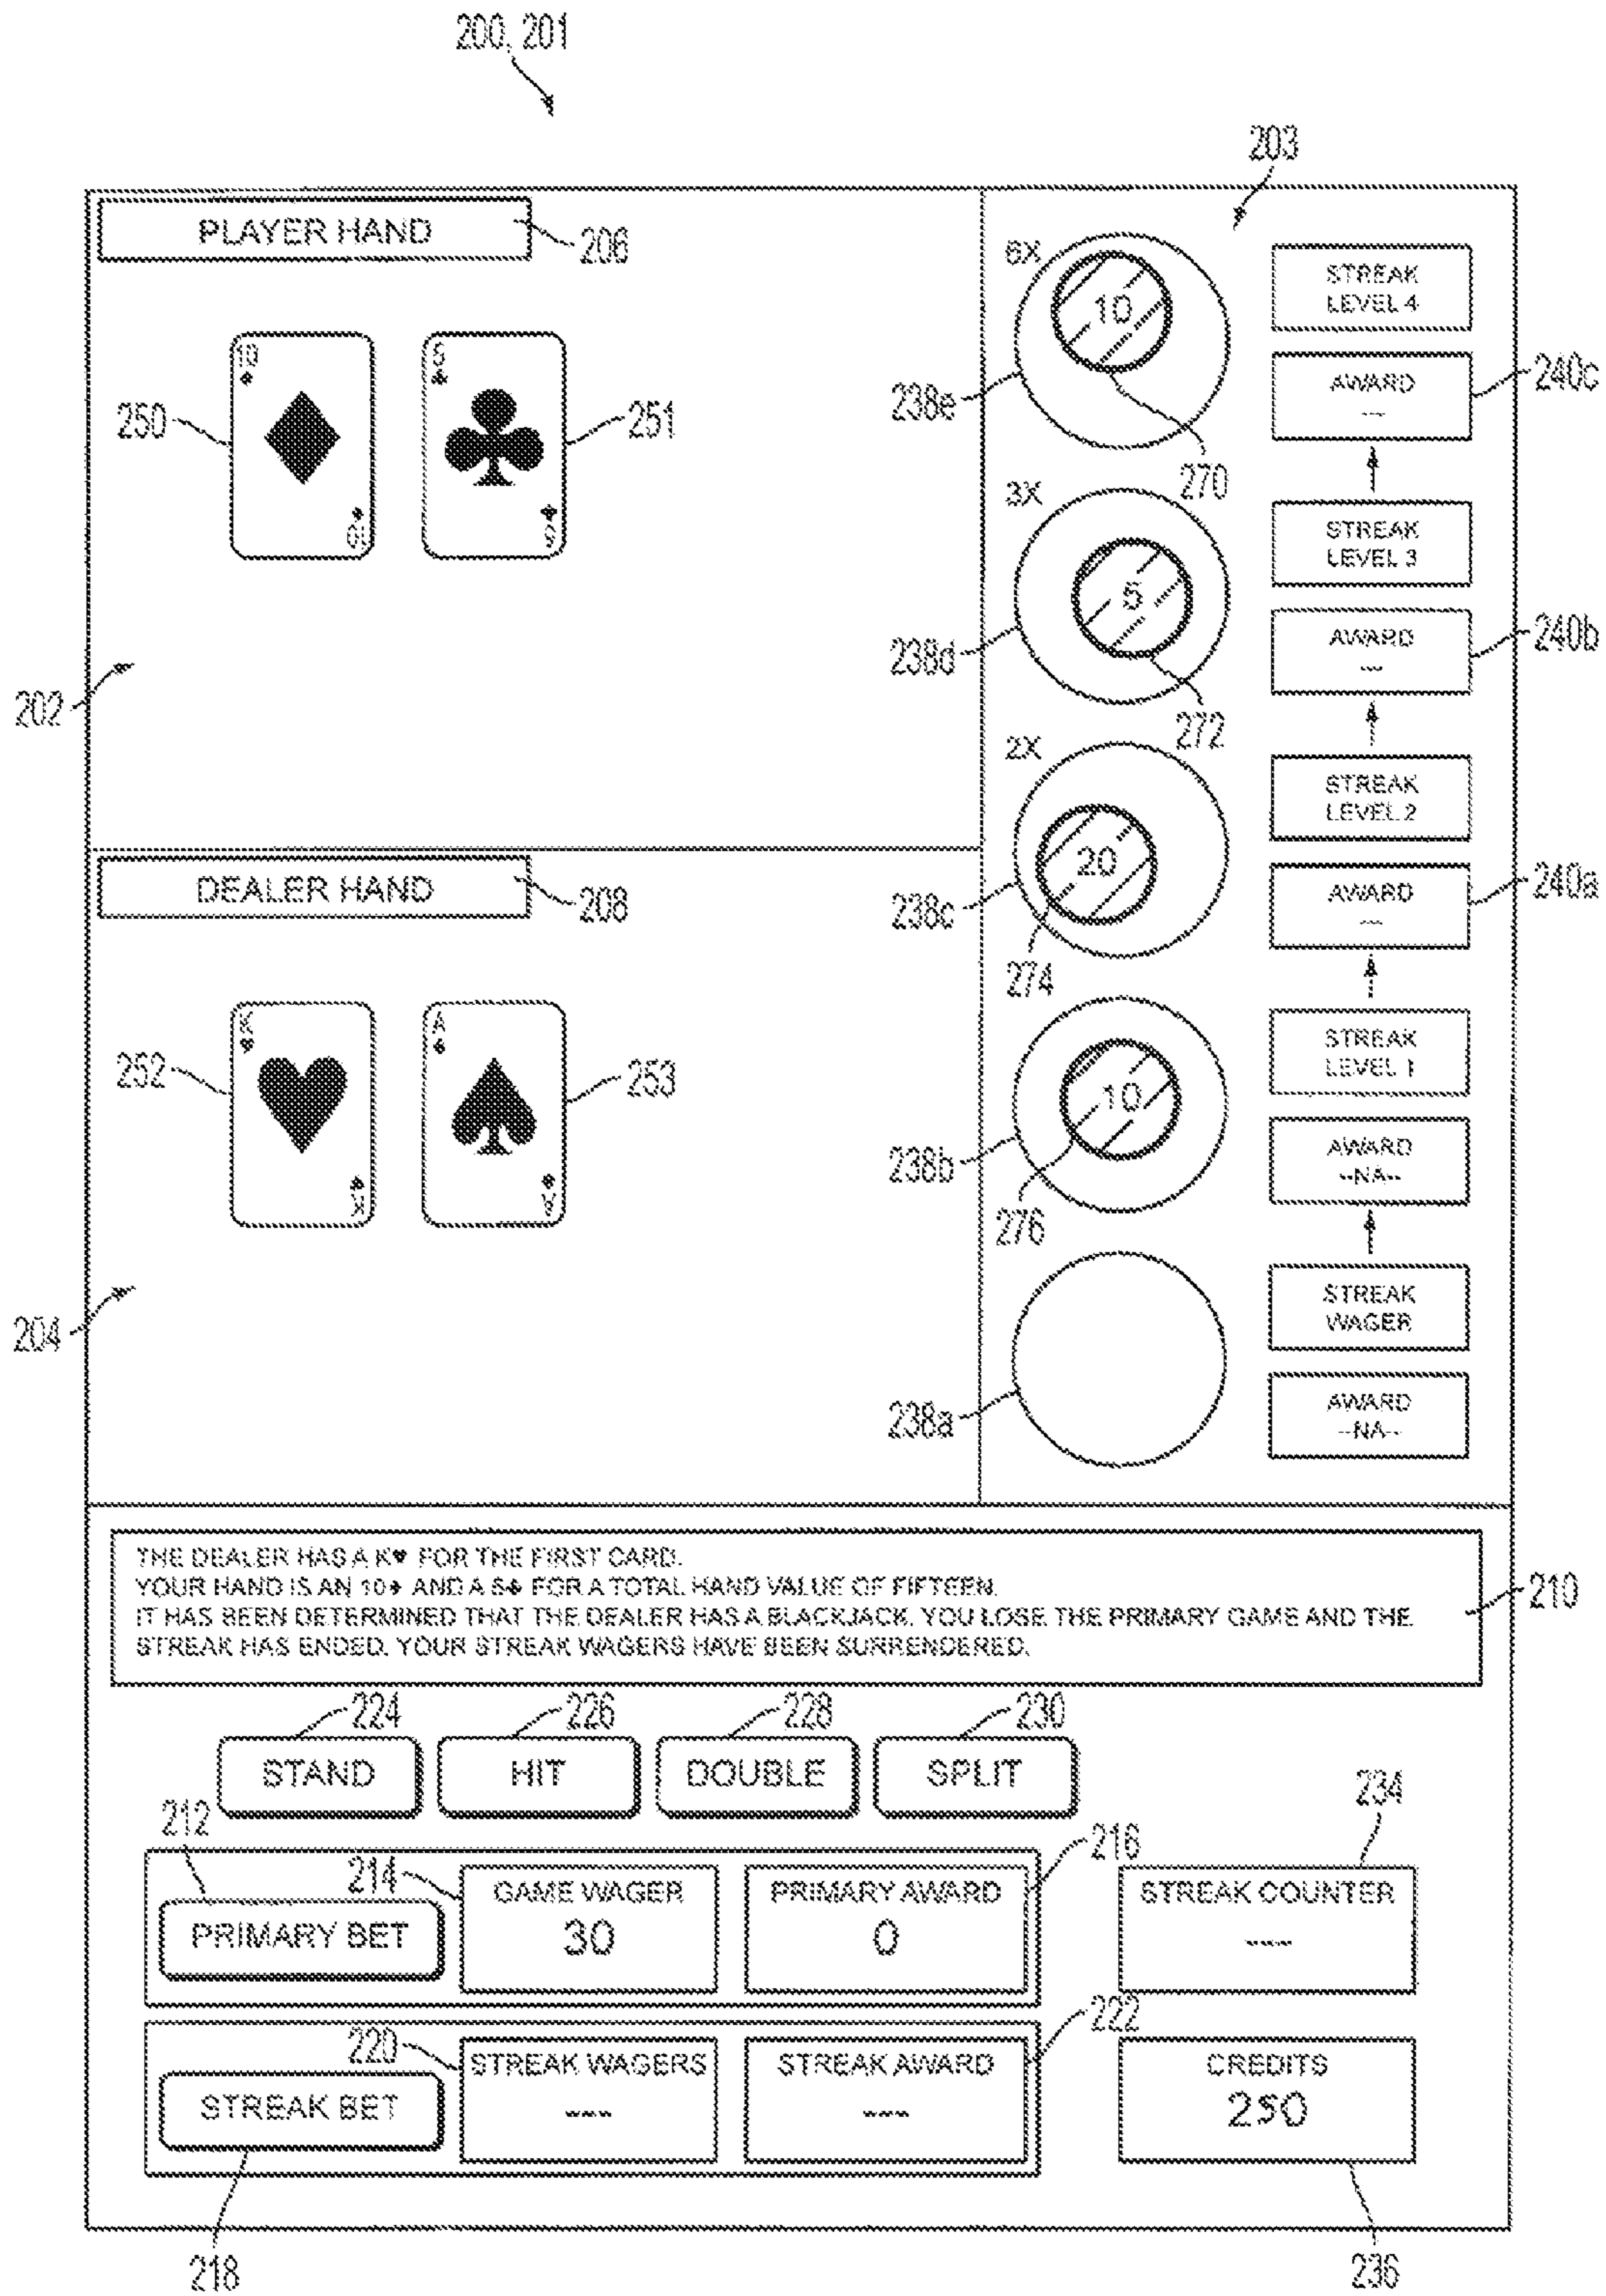 200, 201
203
PLAYER HAND
206
10
5
250
251
10
5
202
DEALER HAND
208
K
A
252
253
K
A
204
6X
10
238e
270
STREAK
LEVEL 4
AWARD
---
240c
3X
5
238d
272
STREAK
LEVEL 3
AWARD
---
240b
2X
20
238c
274
STREAK
LEVEL 2
AWARD
---
240a
10
238b
276
STREAK
LEVEL 1
AWARD
--NA--
238a
STREAK
WAGER
AWARD
--NA--
THE DEALER HAS A K♥ FOR THE FIRST CARD.
YOUR HAND IS AN 10♦ AND A 5♣ FOR A TOTAL HAND VALUE OF FIFTEEN.
IT HAS BEEN DETERMINED THAT THE DEALER HAS A BLACKJACK. YOU LOSE THE PRIMARY GAME AND THE
STREAK HAS ENDED. YOUR STREAK WAGERS HAVE BEEN SURRENDERED.
210
224
226
228
230
STAND
HIT
DOUBLE
SPLIT
212
214
216
234
PRIMARY BET
GAME WAGER
30
PRIMARY AWARD
0
STREAK COUNTER
---
220
222
STREAK BET
STREAK WAGERS
---
STREAK AWARD
---
CREDITS
250
218
236